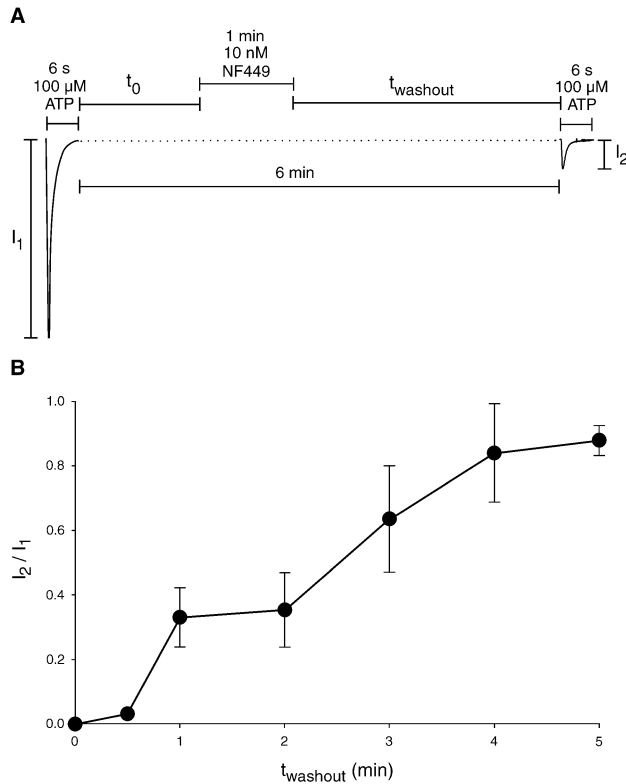 A
6 s
100 µM
ATP
t0
1 min
10 nM
NF449
twashout
6 s
100 µM
ATP
I2
6 min
I1
B
1.0
0.8
0.6
0.4
0.2
0.0
I2 / I1
0 1 2 3 4 5
twashout (min)